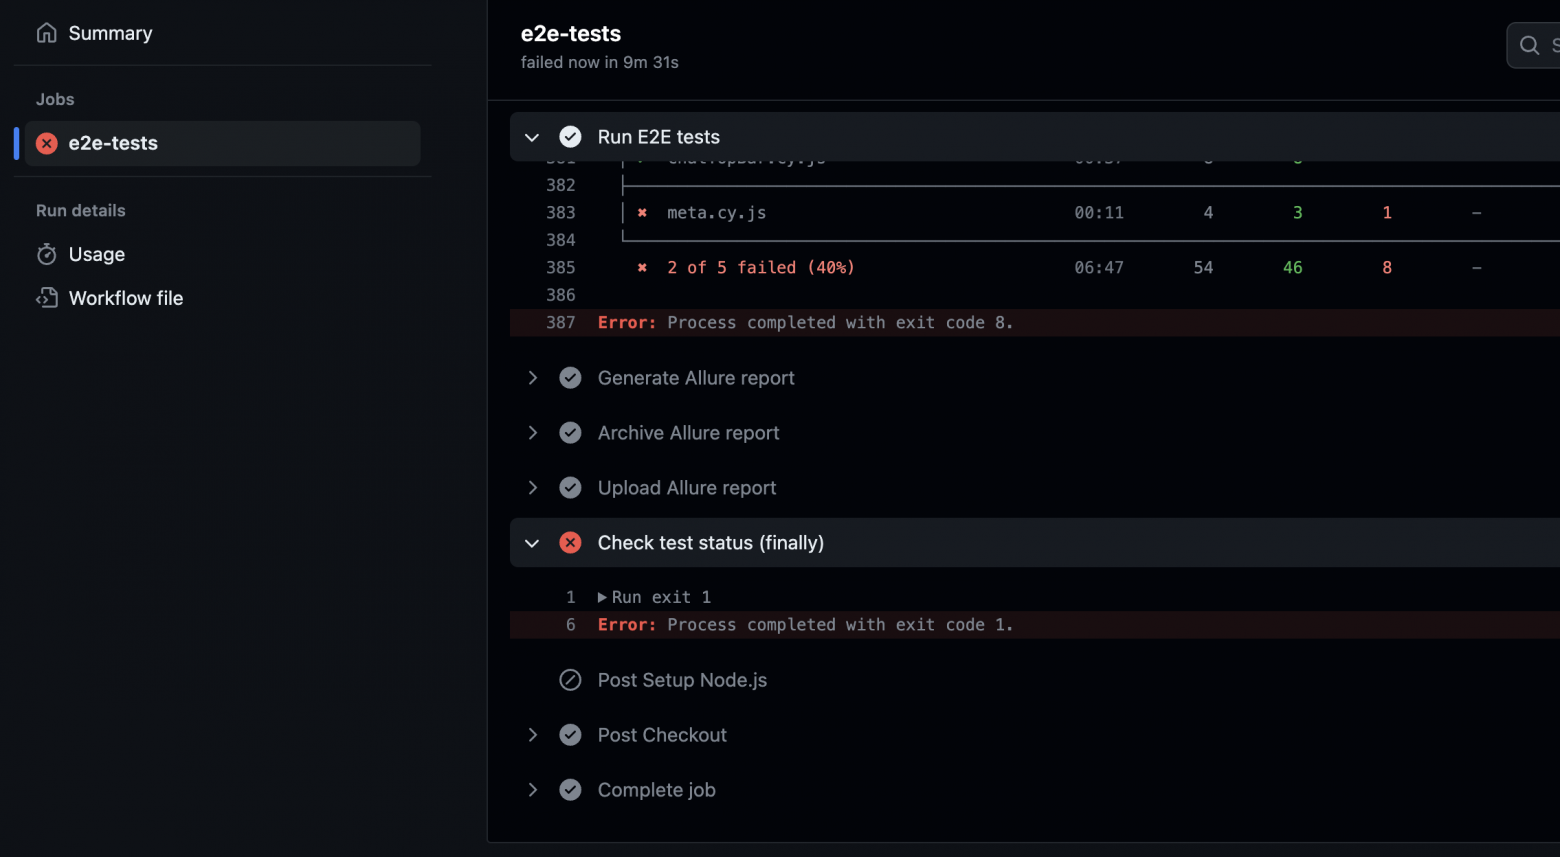 Summary
Jobs
e2e-tests
Run details
Usage
Workflow file
e2e-tests
failed now in 9m 31s
Run E2E tests
382
383 ✖ meta.cy.js 00:11 4 3 1 –
384
385 ✖ 2 of 5 failed (40%) 06:47 54 46 8 –
386
387 Error: Process completed with exit code 8.
Generate Allure report
Archive Allure report
Upload Allure report
Check test status (finally)
1 ▶Run exit 1
6 Error: Process completed with exit code 1.
Post Setup Node.js
Post Checkout
Complete job